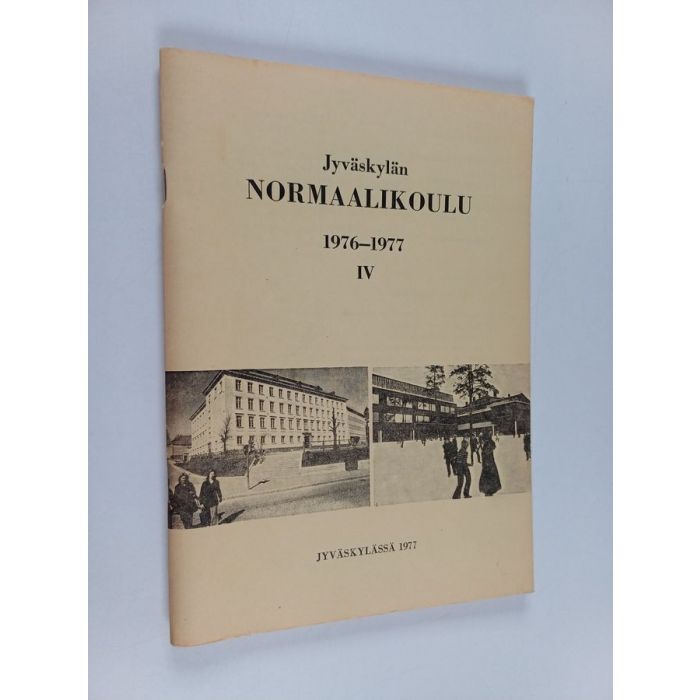 Jyväskylän
NORMAALIKOULU
1976–1977
IV
JYVÄSKYLÄSSÄ 1977